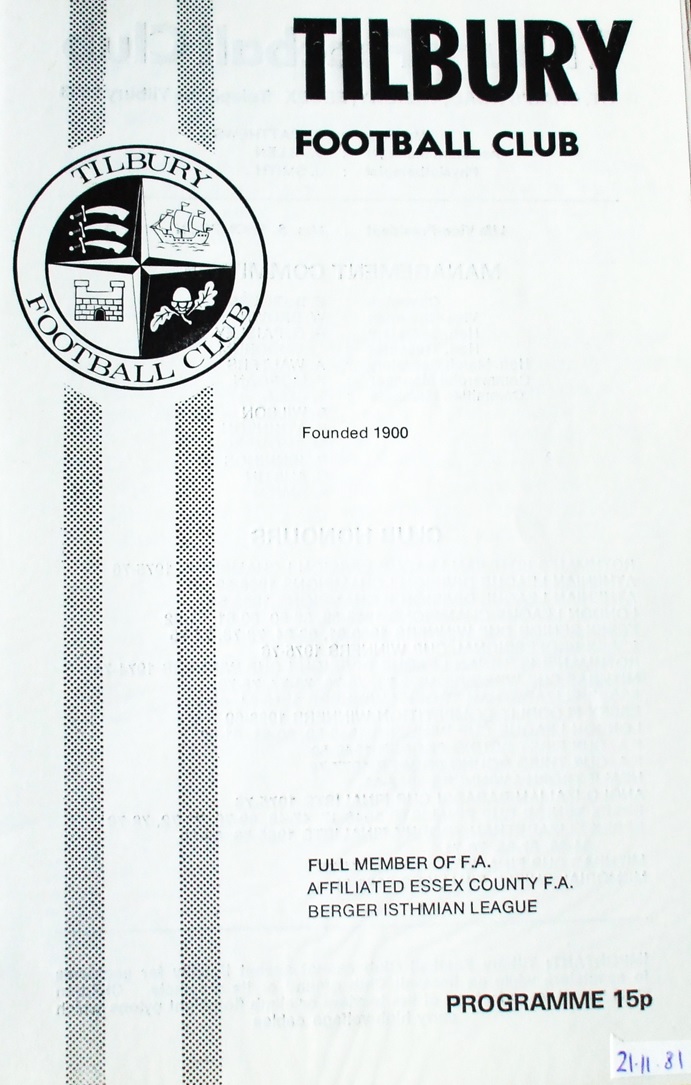 TILBURY
FOOTBALL CLUB
TILBURY
FOOTBALL CLUB
Founded 1900
FULL MEMBER OF F.A.
AFFILIATED ESSEX COUNTY F.A.
BERGER ISTHMIAN LEAGUE
PROGRAMME 15p
21·11·81